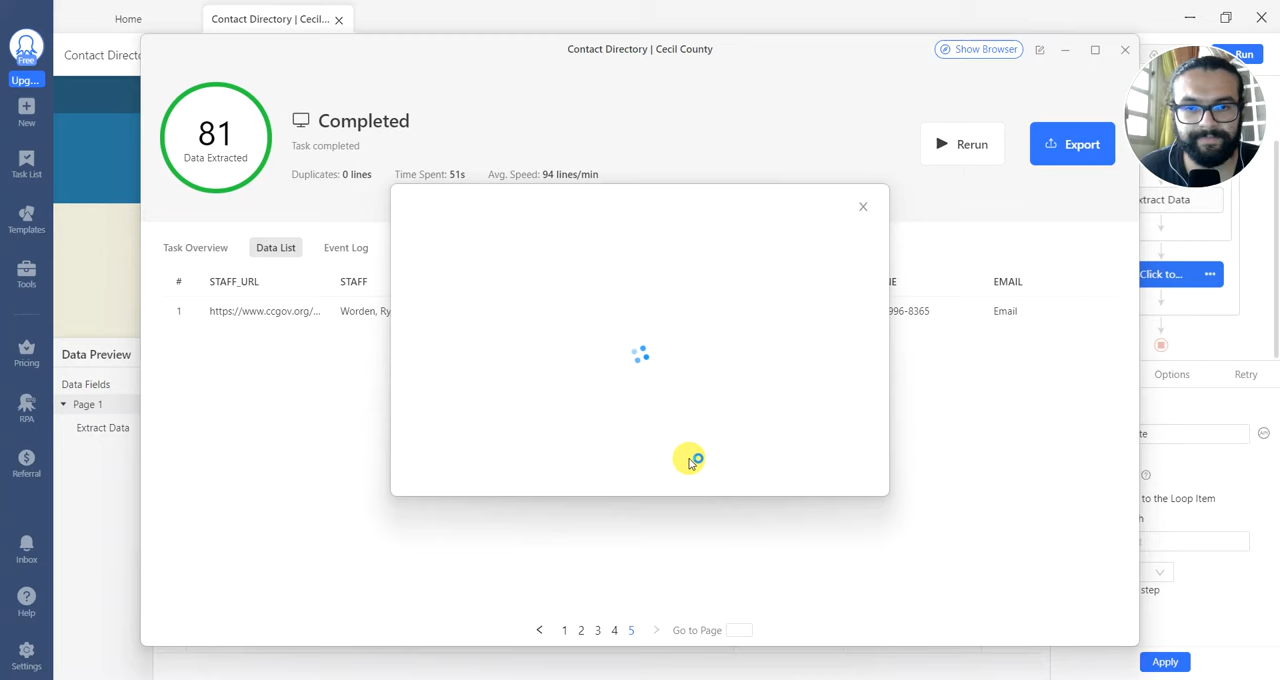 Home
Contact Directory | Cecil...
Free
Upg...
New
Task List
Templates
Tools
Pricing
RPA
Referral
Inbox
Help
Settings
Contact Directo
Run
Contact Directory | Cecil County
Show Browser
81
Data Extracted
Completed
Task completed
Duplicates: 0 lines
Time Spent: 51s
Avg. Speed: 94 lines/min
Rerun
Export
Task Overview
Data List
Event Log
# STAFF_URL STAFF NE EMAIL
1 https://www.ccgov.org/... Worden, Ry 996-8365 Email
Data Preview
Data Fields
Page 1
Extract Data
xtract Data
Click to...
Options
Retry
te
to the Loop Item
h
t
step
Apply
1 2 3 4 5
Go to Page